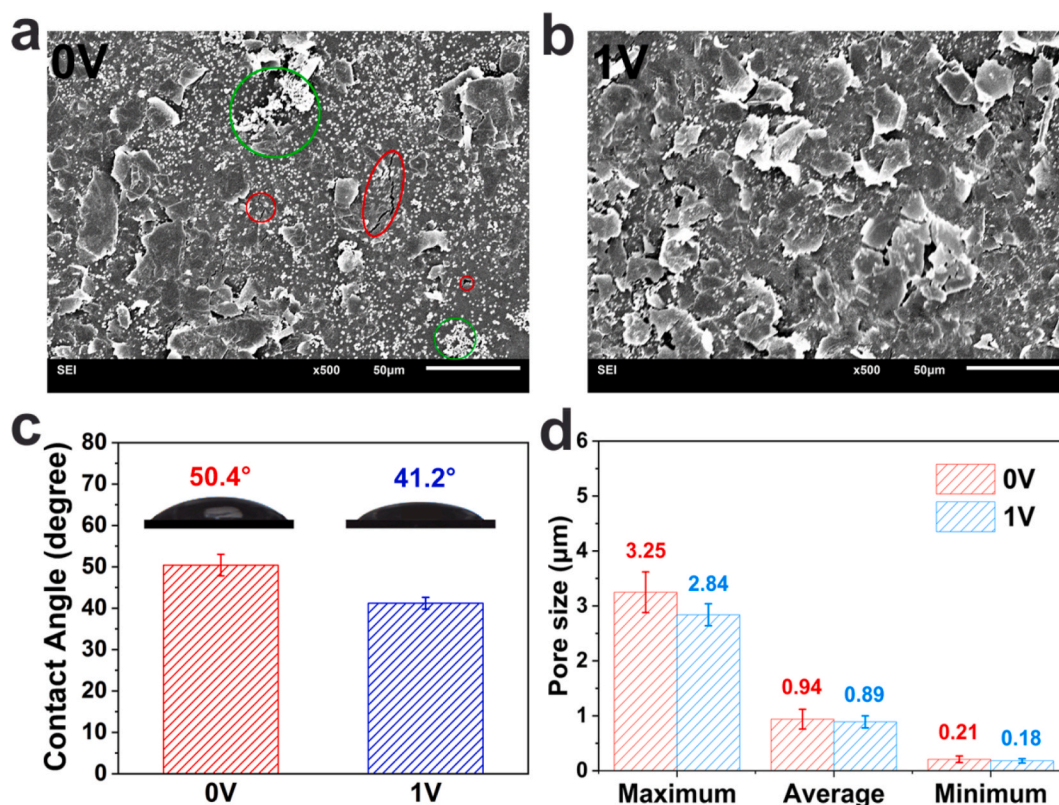 a
0V
SEI x500 50μm
b
1V
SEI x500 50μm
c
Contact Angle (degree)
80
70
60
50
40
30
20
10
0
50.4°
41.2°
0V 1V
d
Pore size (μm)
6
5
4
3
2
1
0
0V
1V
3.25
2.84
0.94
0.89
0.21
0.18
Maximum Average Minimum